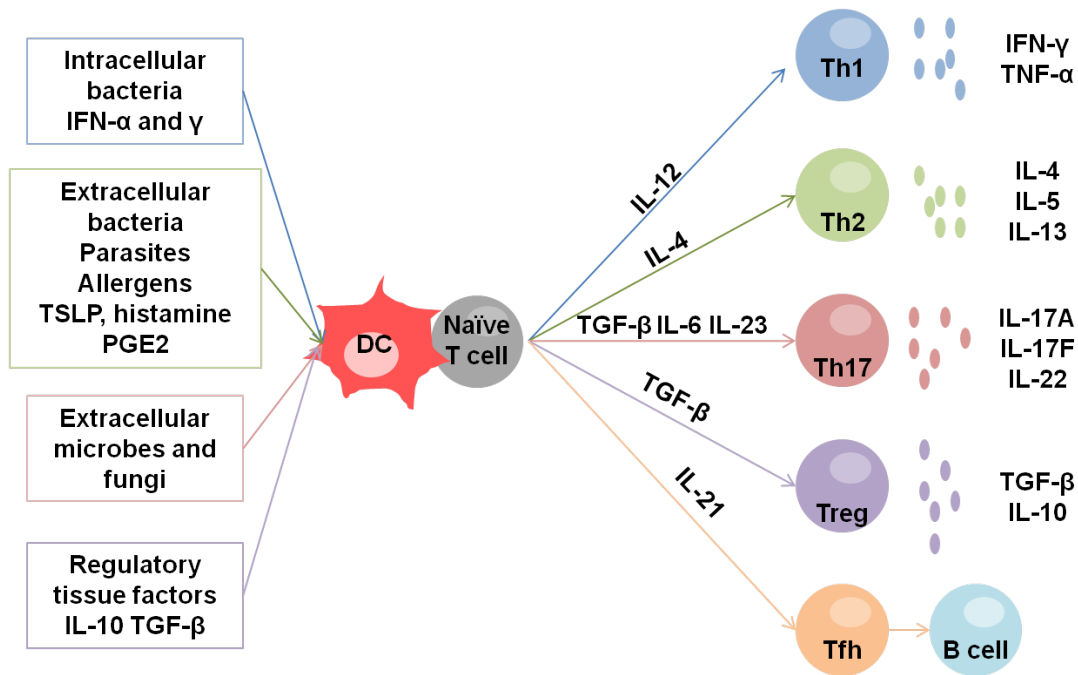 Intracellular
bacteria
IFN-α and γ
Extracellular
bacteria
Parasites
Allergens
TSLP, histamine
PGE2
Extracellular
microbes and
fungi
Regulatory
tissue factors
IL-10 TGF-β
DC
Naïve
T cell
IL-12
IL-4
TGF-β IL-6 IL-23
TGF-β
IL-21
Th1
IFN-γ
TNF-α
Th2
IL-4
IL-5
IL-13
Th17
IL-17A
IL-17F
IL-22
Treg
TGF-β
IL-10
Tfh
B cell